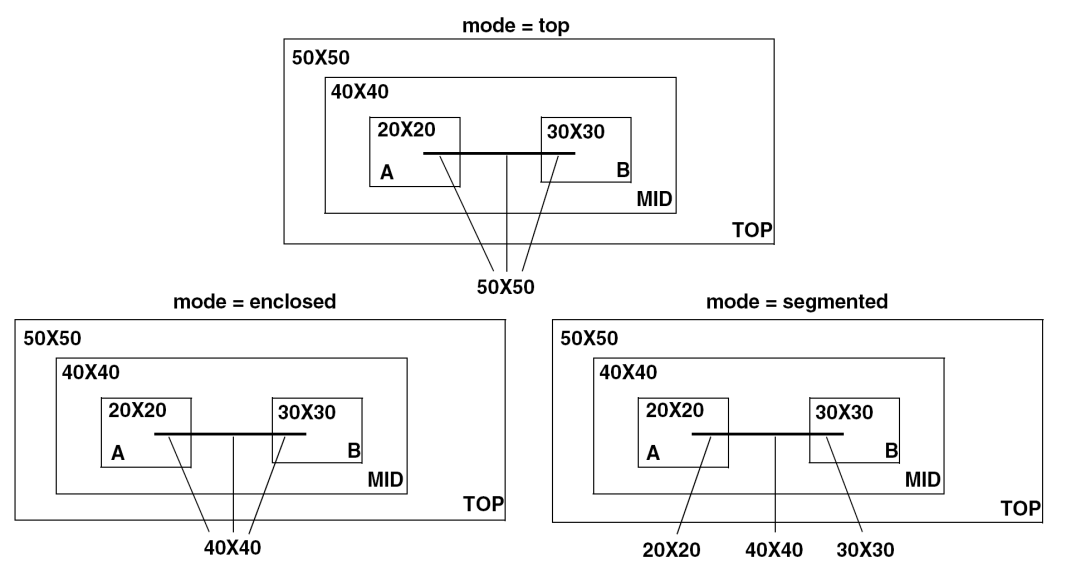 mode = top
50X50
40X40
20X20
30X30
A
B
MID
TOP
50X50
mode = enclosed
50X50
40X40
20X20
30X30
A
B
MID
TOP
40X40
mode = segmented
50X50
40X40
20X20
30X30
A
B
MID
TOP
20X20 40X40 30X30